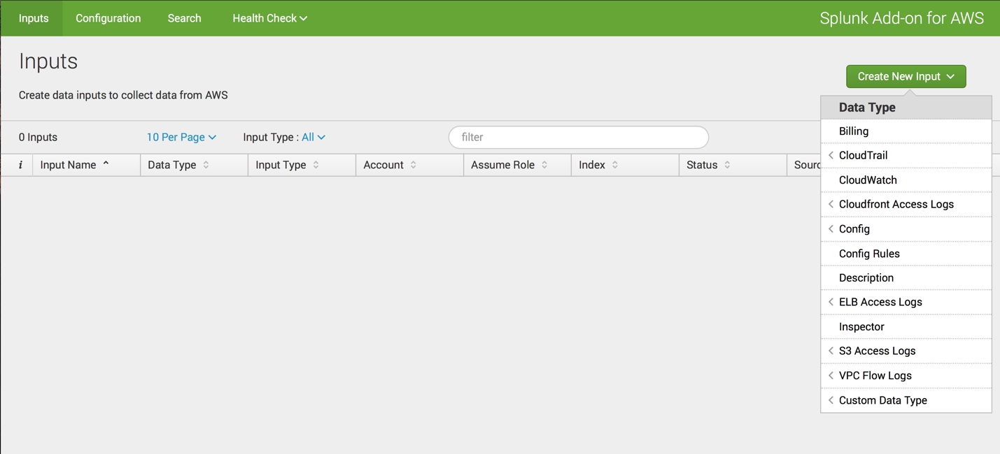 Inputs Configuration Search Health Check Splunk Add-on for AWS
Inputs
Create New Input
Create data inputs to collect data from AWS
0 Inputs 10 Per Page Input Type : All filter
i Input Name Data Type Input Type Account Assume Role Index Status
Data Type
Billing
CloudTrail
CloudWatch
Cloudfront Access Logs
Config
Config Rules
Description
ELB Access Logs
Inspector
S3 Access Logs
VPC Flow Logs
Custom Data Type